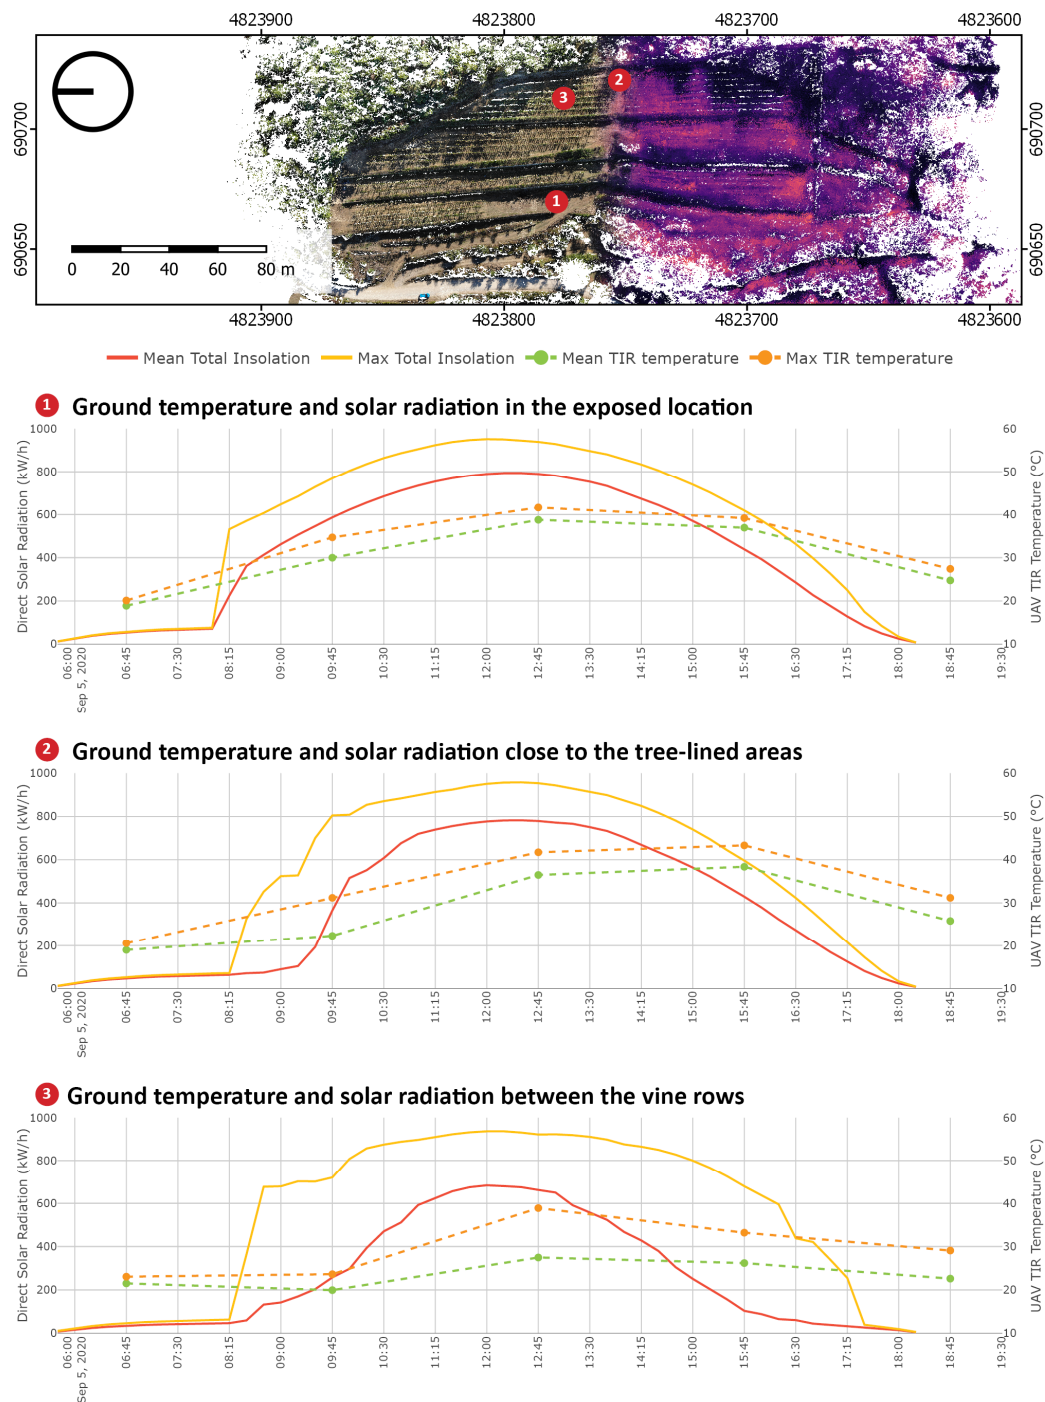 4823900 4823800 4823700 4823600
690700 690700
690650 690650
1 2 3
0 20 40 60 80 m
4823900 4823800 4823700 4823600
Mean Total Insolation Max Total Insolation Mean TIR temperature Max TIR temperature
1 Ground temperature and solar radiation in the exposed location
Direct Solar Radiation (kW/h)
1000
800
600
400
200
0
UAV TIR Temperature (°C)
60
50
40
30
20
10
06:00 06:45 07:30 08:15 09:00 09:45 10:30 11:15 12:00 12:45 13:30 14:15 15:00 15:45 16:30 17:15 18:00 18:45 19:30
Sep 5, 2020
2 Ground temperature and solar radiation close to the tree-lined areas
Direct Solar Radiation (kW/h)
1000
800
600
400
200
0
UAV TIR Temperature (°C)
60
50
40
30
20
10
06:00 06:45 07:30 08:15 09:00 09:45 10:30 11:15 12:00 12:45 13:30 14:15 15:00 15:45 16:30 17:15 18:00 18:45 19:30
Sep 5, 2020
3 Ground temperature and solar radiation between the vine rows
Direct Solar Radiation (kW/h)
1000
800
600
400
200
0
UAV TIR Temperature (°C)
60
50
40
30
20
10
06:00 06:45 07:30 08:15 09:00 09:45 10:30 11:15 12:00 12:45 13:30 14:15 15:00 15:45 16:30 17:15 18:00 18:45 19:30
Sep 5, 2020